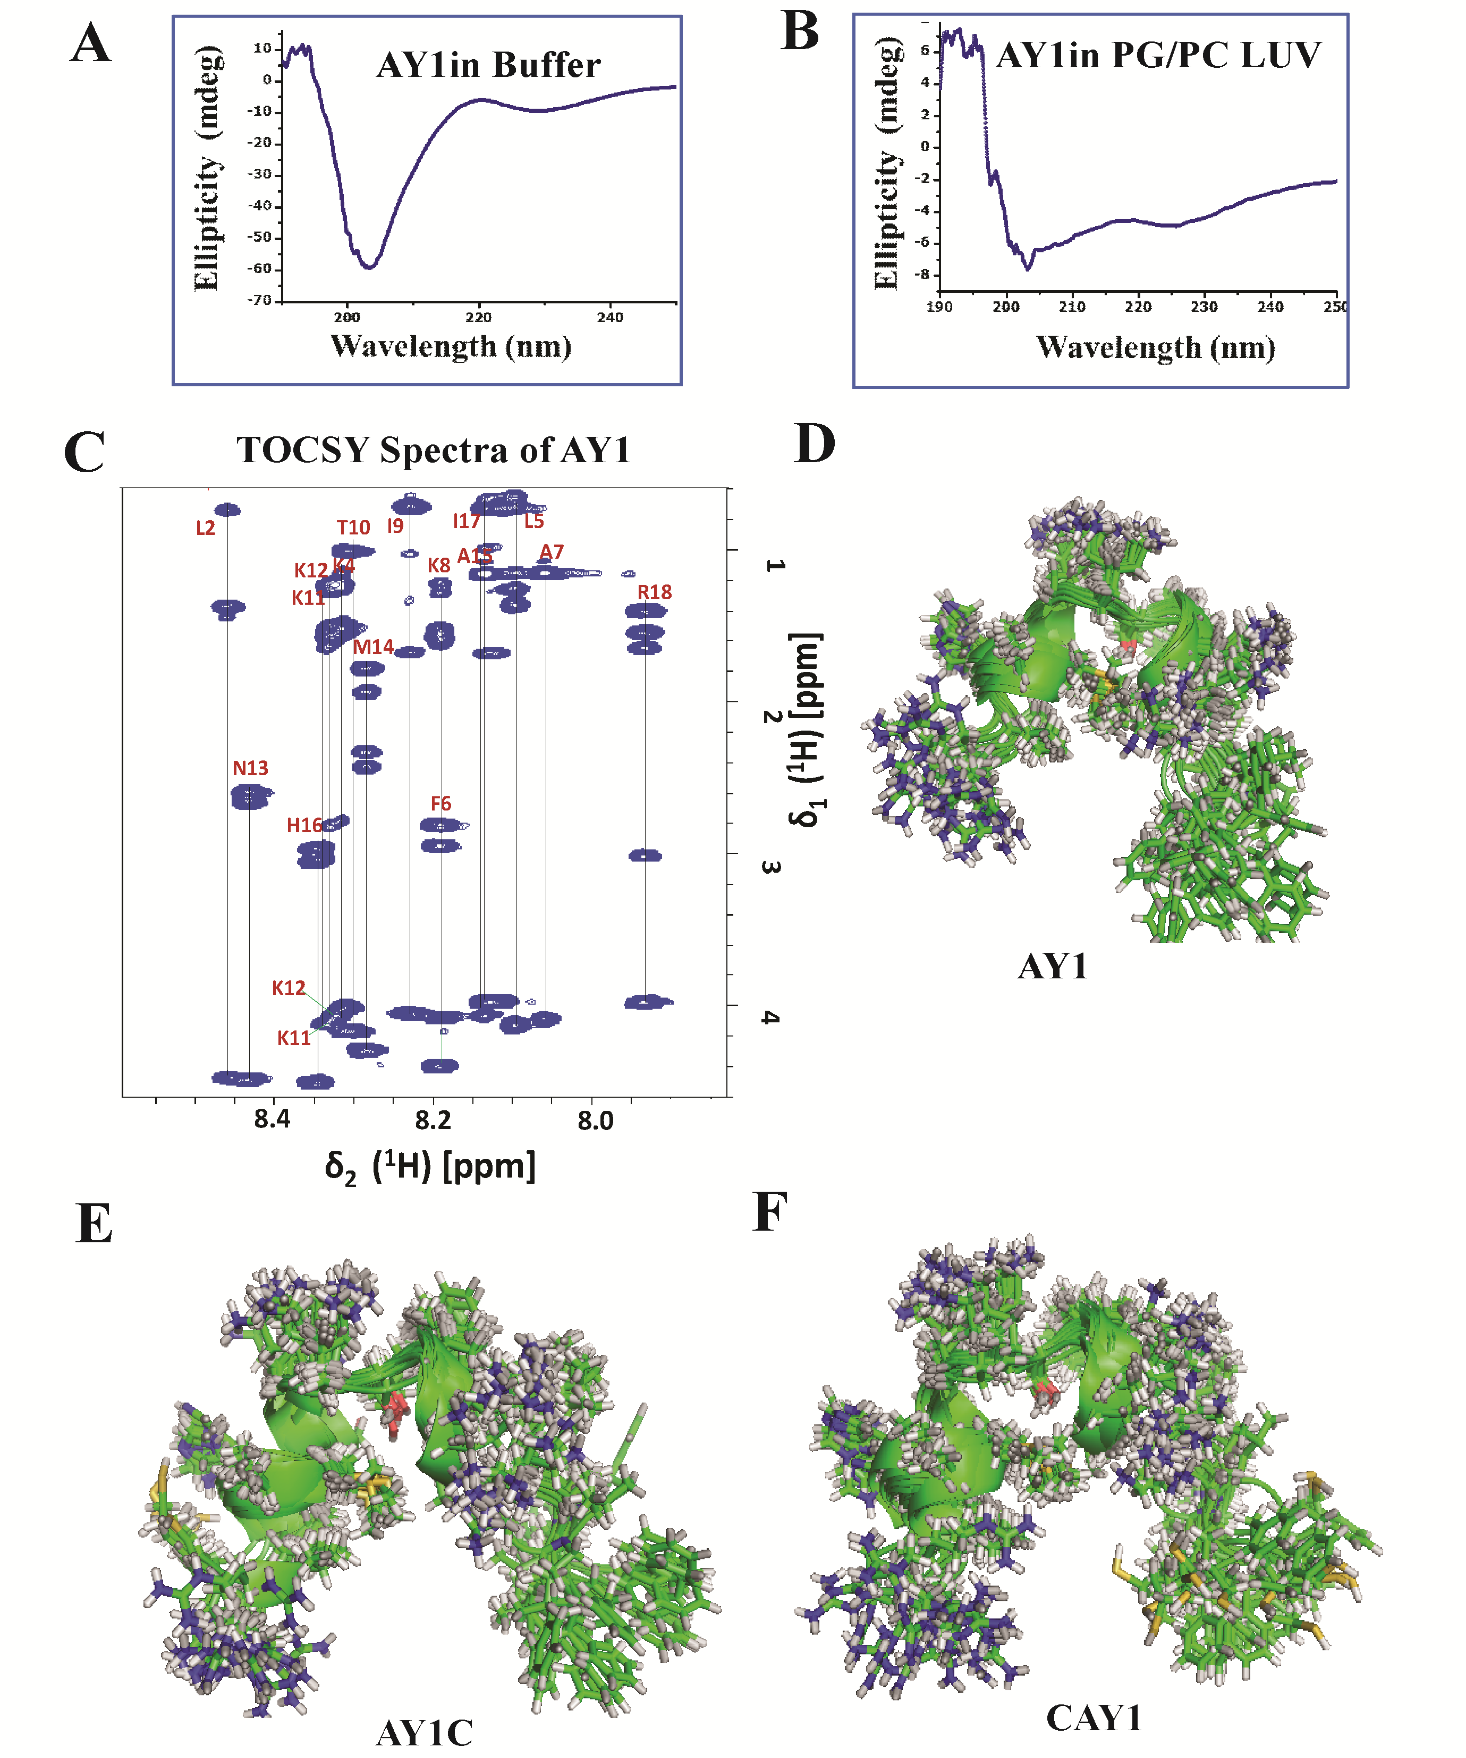 A
AY1in Buffer
Ellipticity (mdeg)
10
0
-10
-20
-30
-40
-50
-60
-70
200
220
240
Wavelength (nm)
B
AY1in PG/PC LUV
Ellipticity (mdeg)
6
4
2
0
-2
-4
-6
-8
190
200
210
220
230
240
250
Wavelength (nm)
C
TOCSY Spectra of AY1
L2
T10
I9
I17
L5
K12
K4
K8
A15
A7
K11
R18
M14
N13
H16
F6
K12
K11
1
2
3
4
δ1 (1H) [ppm]
8.4
8.2
8.0
δ2 (1H) [ppm]
D
AY1
E
AY1C
F
CAY1